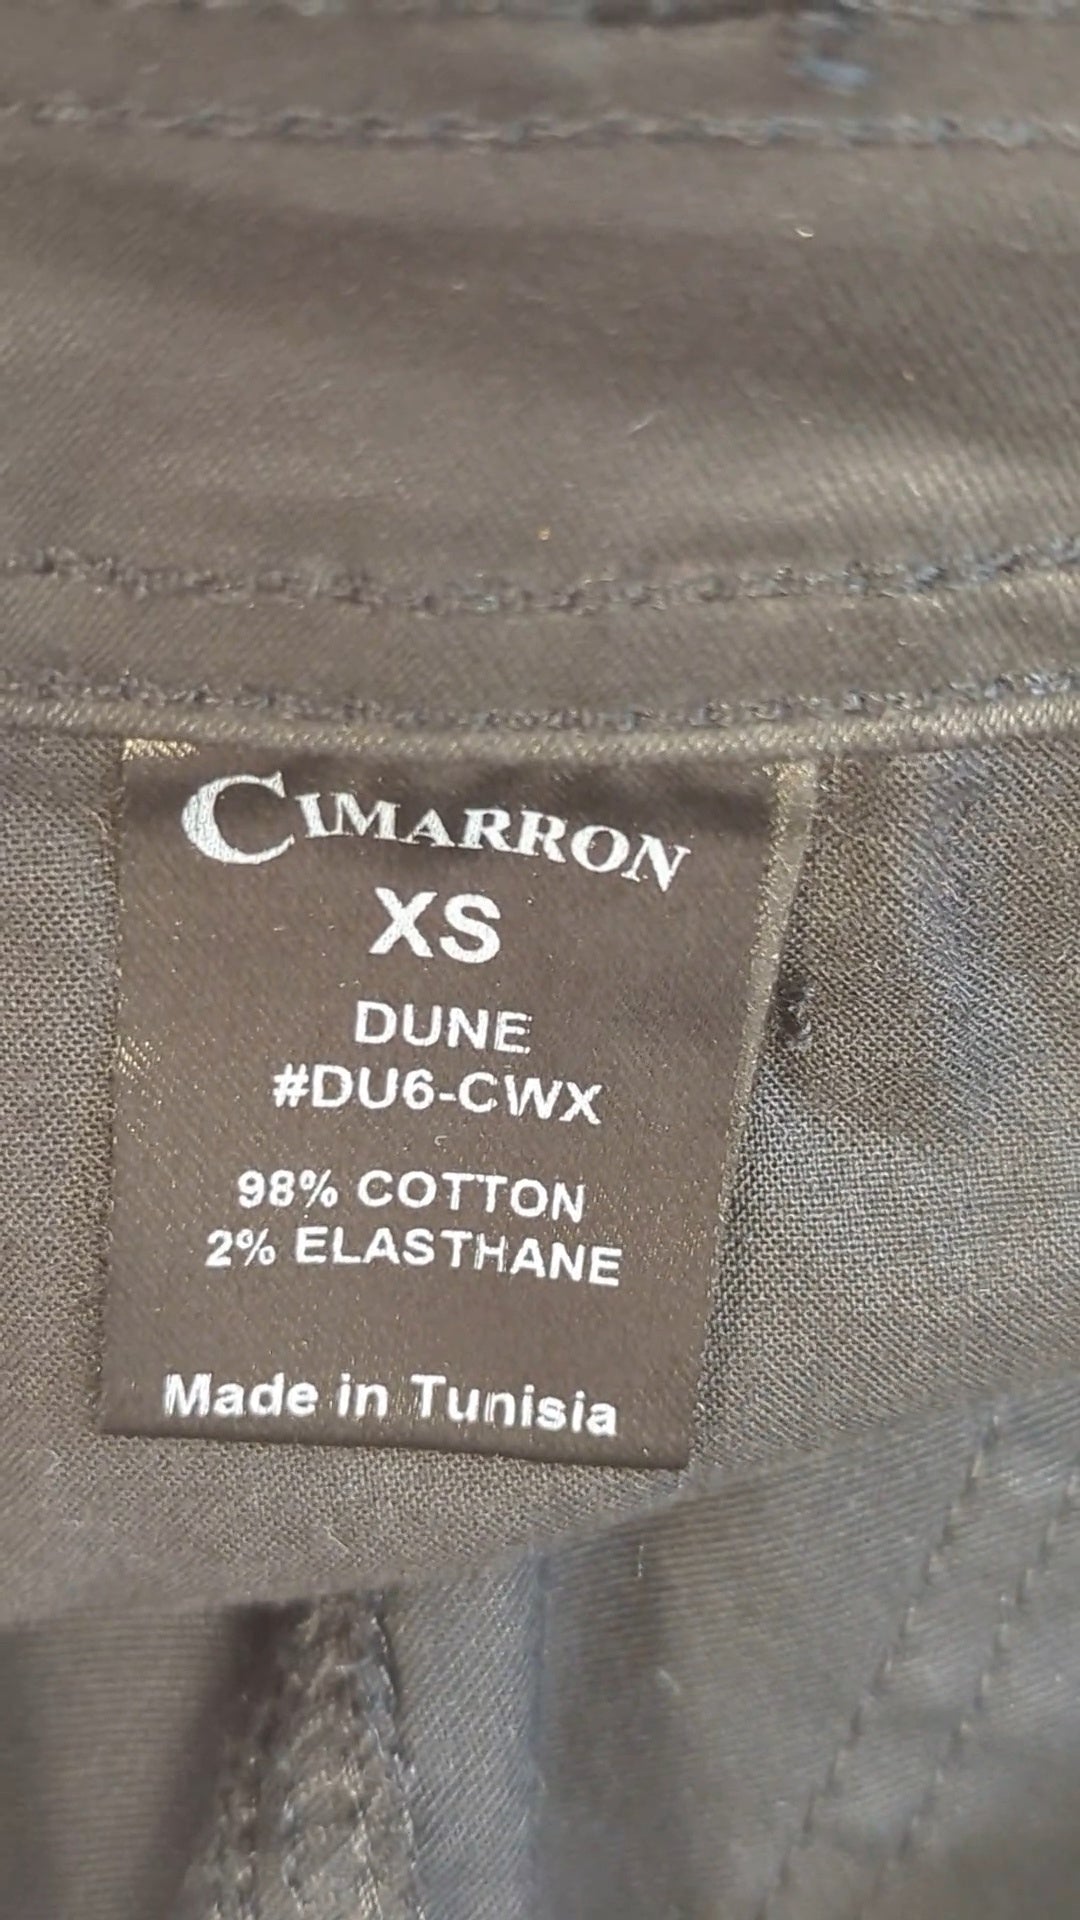 CIMARRON
XS
DUNE
#DU6-CWX
98% COTTON
2% ELASTHANE
Made in Tunisia